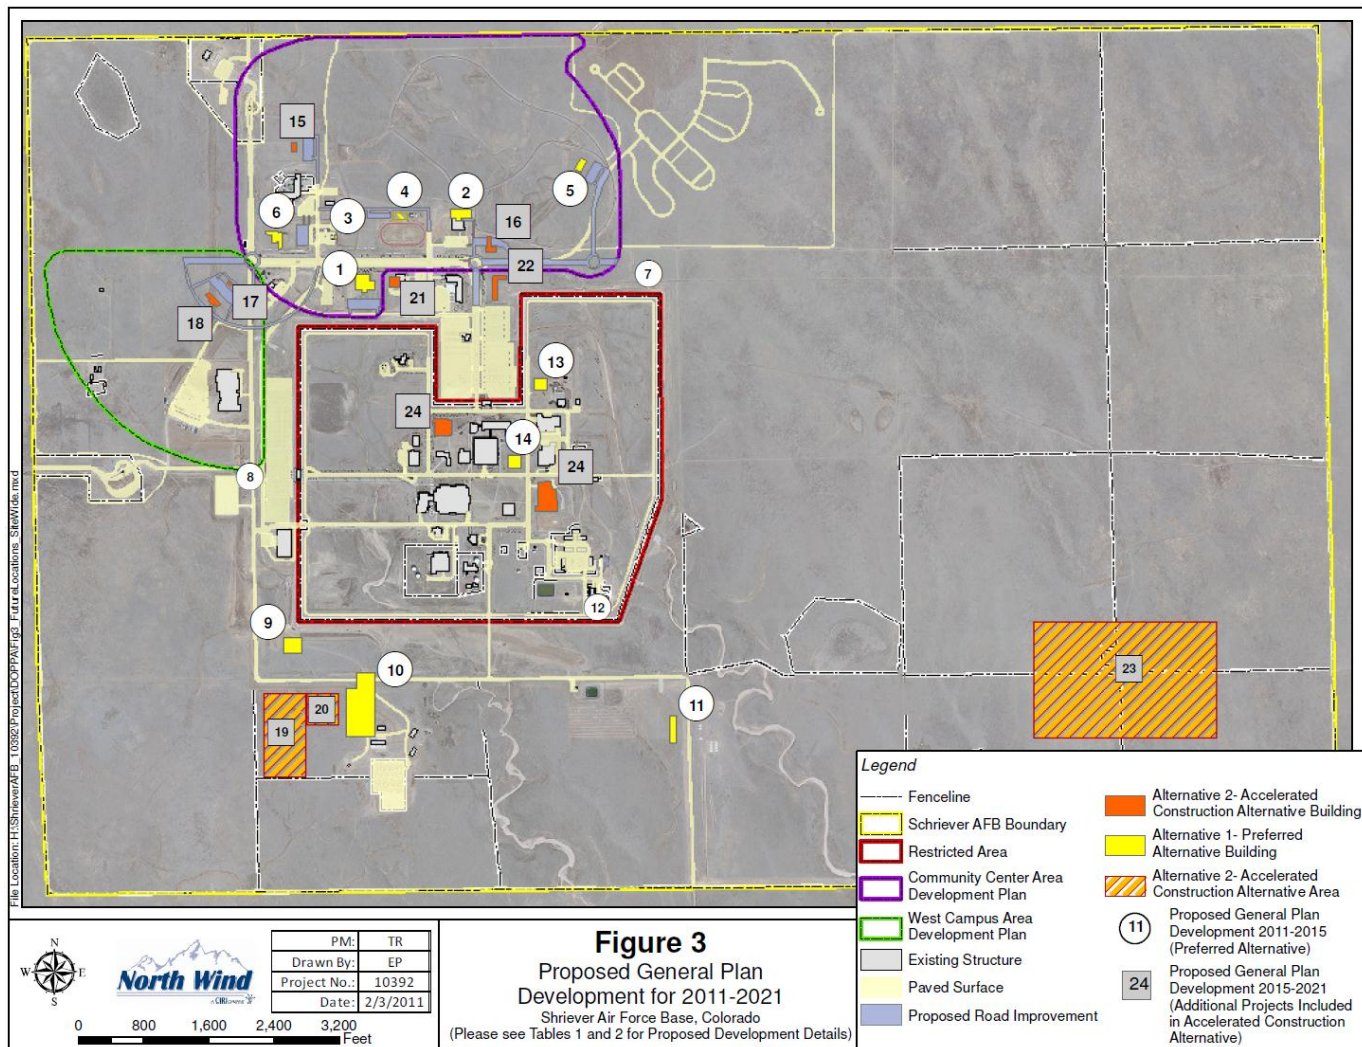 15
6
3
4
2
16
5
1
22
7
21
17
18
13
24
14
24
8
12
9
10
11
20
19
23
File Location: H:\SchrieverAFB_10392\Project\DOPPA\Fig3_FutureLocations_SiteWide.mxd
Legend
Fenceline
Schriever AFB Boundary
Restricted Area
Community Center Area
Development Plan
West Campus Area
Development Plan
Existing Structure
Paved Surface
Proposed Road Improvement
Alternative 2- Accelerated
Construction Alternative Building
Alternative 1- Preferred
Alternative Building
Alternative 2- Accelerated
Construction Alternative Area
11
Proposed General Plan
Development 2011-2015
(Preferred Alternative)
24
Proposed General Plan
Development 2015-2021
(Additional Projects Included
in Accelerated Construction
Alternative)
N
W E
S
North Wind
PM: TR
Drawn By: EP
Project No.: 10392
Date: 2/3/2011
0 800 1,600 2,400 3,200
Feet
Figure 3
Proposed General Plan
Development for 2011-2021
Schriever Air Force Base, Colorado
(Please see Tables 1 and 2 for Proposed Development Details)